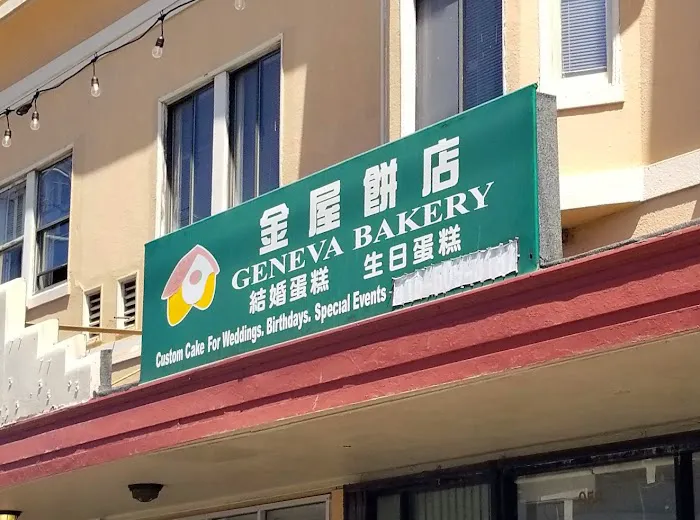 金屋餅店
GENEVA BAKERY
結婚蛋糕 生日蛋糕
Custom Cake For Weddings. Birthdays. Special Events